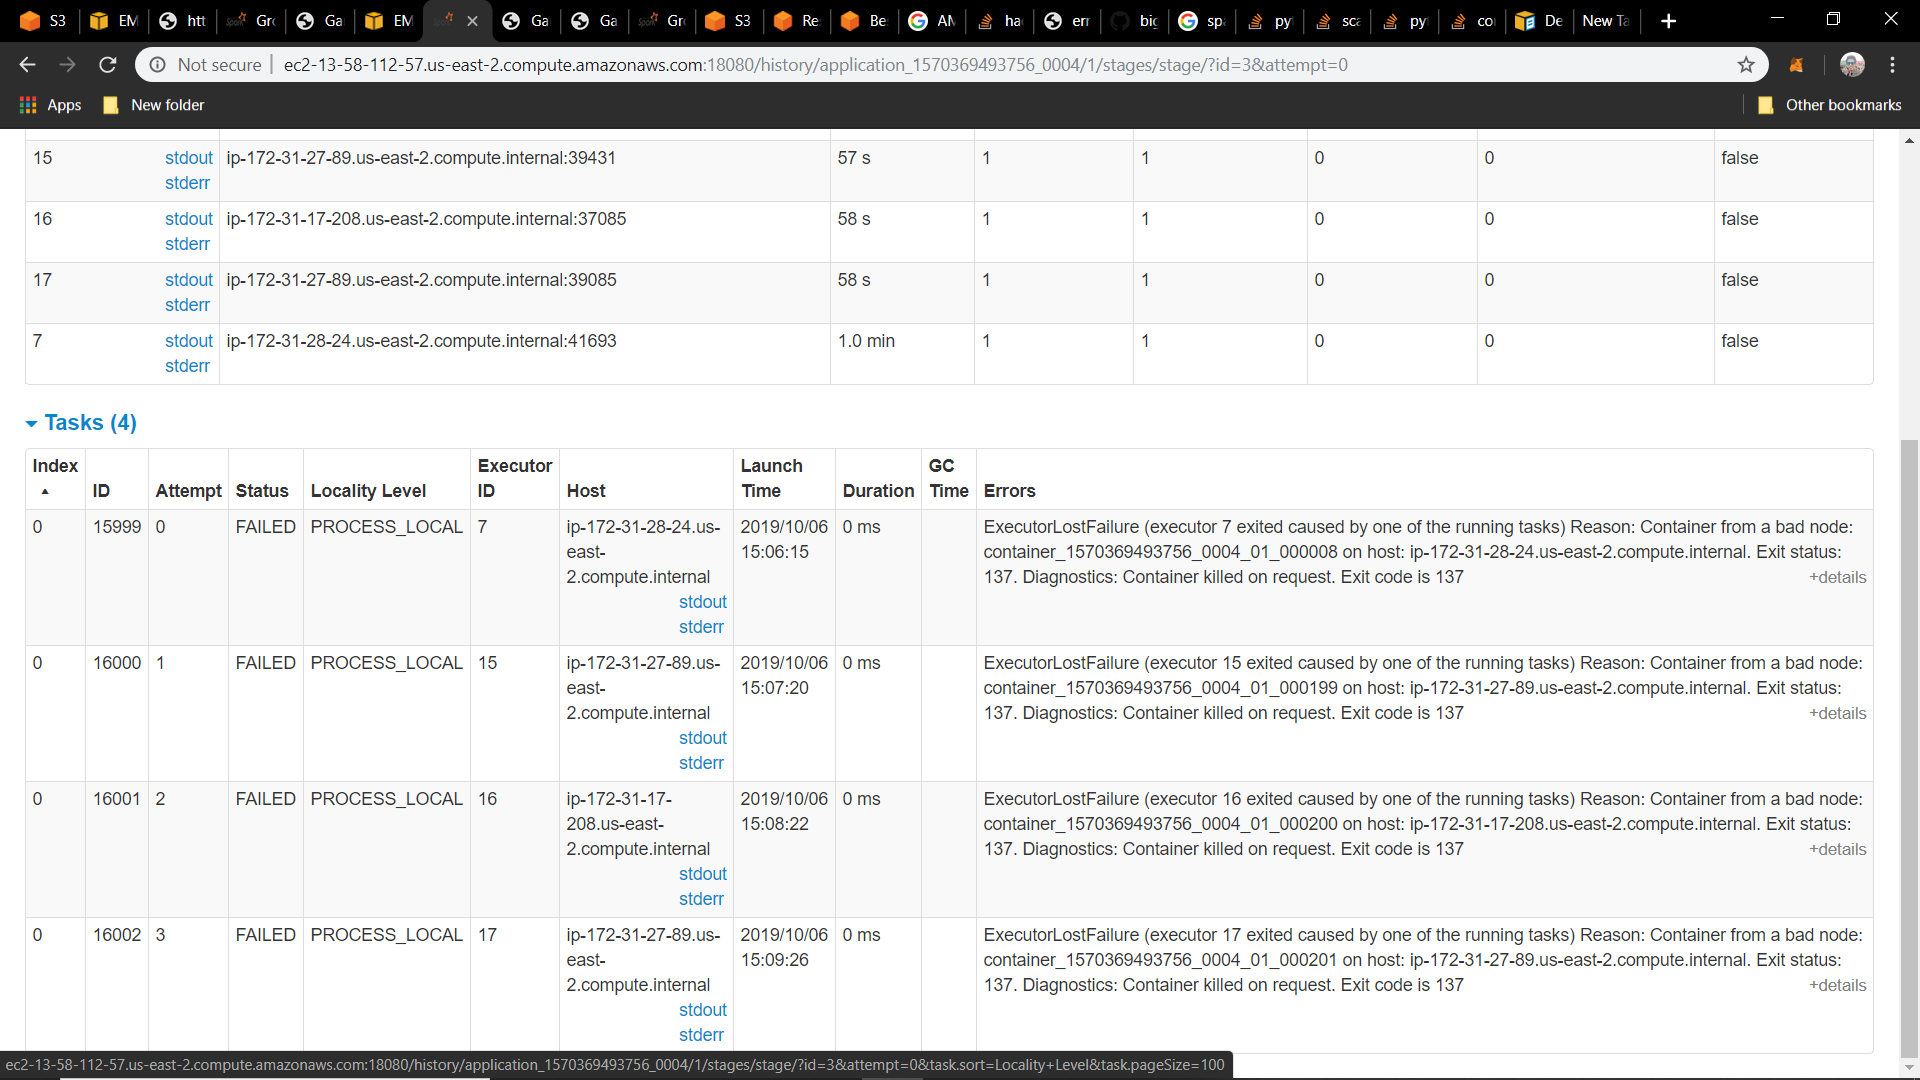 S3 EM htt Gr Ga EM Ga Ga Gr S3 Re Be AM ha err big spa pyt sca pyt co De New Ta
Not secure ec2-13-58-112-57.us-east-2.compute.amazonaws.com:18080/history/application_1570369493756_0004/1/stages/stage/?id=3&attempt=0
Apps New folder Other bookmarks
15 stdout ip-172-31-27-89.us-east-2.compute.internal:39431 57 s 1 1 0 0 false
stderr
16 stdout ip-172-31-17-208.us-east-2.compute.internal:37085 58 s 1 1 0 0 false
stderr
17 stdout ip-172-31-27-89.us-east-2.compute.internal:39085 58 s 1 1 0 0 false
stderr
7 stdout ip-172-31-28-24.us-east-2.compute.internal:41693 1.0 min 1 1 0 0 false
stderr
Tasks (4)
Index Executor Launch GC
ID Attempt Status Locality Level ID Host Time Duration Time Errors
0 15999 0 FAILED PROCESS_LOCAL 7 ip-172-31-28-24.us- 2019/10/06 0 ms ExecutorLostFailure (executor 7 exited caused by one of the running tasks) Reason: Container from a bad node:
east- 15:06:15 container_1570369493756_0004_01_000008 on host: ip-172-31-28-24.us-east-2.compute.internal. Exit status:
2.compute.internal 137. Diagnostics: Container killed on request. Exit code is 137 +details
stdout
stderr
0 16000 1 FAILED PROCESS_LOCAL 15 ip-172-31-27-89.us- 2019/10/06 0 ms ExecutorLostFailure (executor 15 exited caused by one of the running tasks) Reason: Container from a bad node:
east- 15:07:20 container_1570369493756_0004_01_000199 on host: ip-172-31-27-89.us-east-2.compute.internal. Exit status:
2.compute.internal 137. Diagnostics: Container killed on request. Exit code is 137 +details
stdout
stderr
0 16001 2 FAILED PROCESS_LOCAL 16 ip-172-31-17- 2019/10/06 0 ms ExecutorLostFailure (executor 16 exited caused by one of the running tasks) Reason: Container from a bad node:
208.us-east- 15:08:22 container_1570369493756_0004_01_000200 on host: ip-172-31-17-208.us-east-2.compute.internal. Exit status:
2.compute.internal 137. Diagnostics: Container killed on request. Exit code is 137 +details
stdout
stderr
0 16002 3 FAILED PROCESS_LOCAL 17 ip-172-31-27-89.us- 2019/10/06 0 ms ExecutorLostFailure (executor 17 exited caused by one of the running tasks) Reason: Container from a bad node:
east- 15:09:26 container_1570369493756_0004_01_000201 on host: ip-172-31-27-89.us-east-2.compute.internal. Exit status:
2.compute.internal 137. Diagnostics: Container killed on request. Exit code is 137 +details
stdout
stderr
ec2-13-58-112-57.us-east-2.compute.amazonaws.com:18080/history/application_1570369493756_0004/1/stages/stage/?id=3&attempt=0&task.sort=Locality+Level&task.pageSize=100